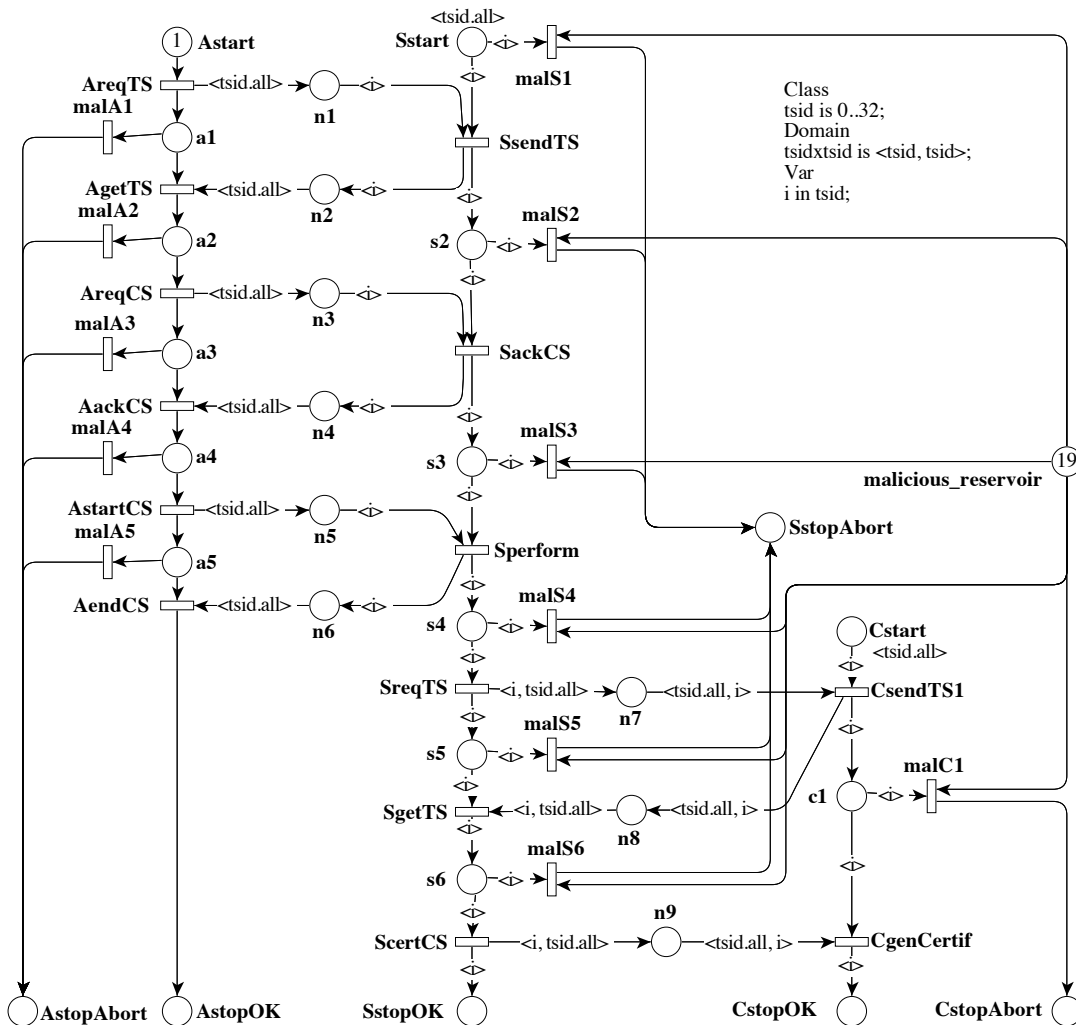 <tsid.all>
1
Astart
Sstart
<i>
malS1
<i>
AreqTS
<tsid.all>
n1
<i>
Class
tsid is 0..32;
Domain
tsidxtsid is <tsid, tsid>;
Var
i in tsid;
malA1
a1
SsendTS
AgetTS
<tsid.all>
n2
<i>
<i>
malA2
a2
malS2
s2
<i>
<i>
AreqCS
<tsid.all>
n3
<i>
malA3
a3
SackCS
AackCS
<tsid.all>
n4
<i>
<i>
malA4
a4
malS3
s3
<i>
19
malicious_reservoir
<i>
AstartCS
<tsid.all>
n5
<i>
SstopAbort
malA5
a5
Sperform
AendCS
<tsid.all>
n6
<i>
<i>
malS4
s4
<i>
Cstart
<tsid.all>
<i>
<i>
SreqTS
<i, tsid.all>
n7
<tsid.all, i>
CsendTS1
<i>
<i>
malS5
s5
<i>
<i>
malC1
c1
<i>
SgetTS
<i, tsid.all>
n8
<tsid.all, i>
<i>
malS6
s6
<i>
<i>
<i>
n9
ScertCS
<i, tsid.all>
<tsid.all, i>
CgenCertif
<i>
<i>
AstopAbort
AstopOK
SstopOK
CstopOK
CstopAbort